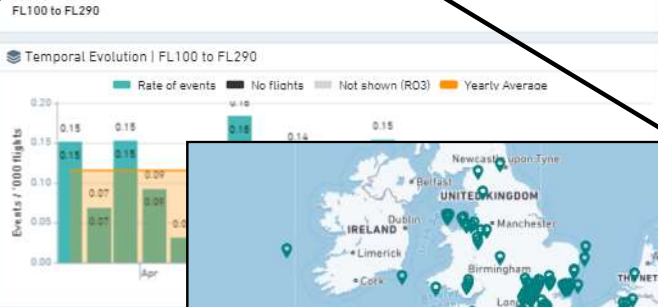 FL100 to FL290
Temporal Evolution | FL100 to FL290
Rate of events No flights Not shown (RO3) Yearly Average
Events / '000 flights
0.20
0.15
0.10
0.05
0.00
0.15
0.15
0.07
0.07
0.15
0.15
0.09
0.09
0.18
0.14
0.15
Apr
Newcastle upon Tyne
Belfast
UNITED KINGDOM
Dublin
IRELAND
Manchester
Limerick
Birmingham
Cork